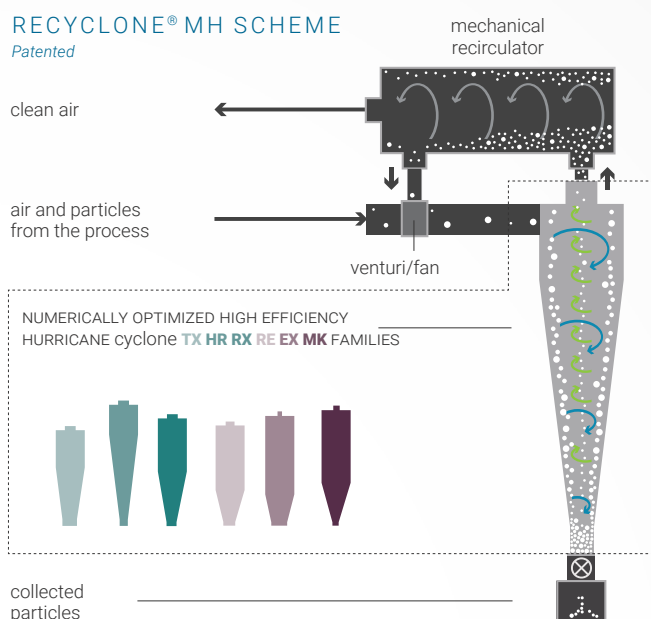 RECYCLONE® MH SCHEME
Patented
mechanical
recirculator
clean air
air and particles
from the process
venturi/fan
NUMERICALLY OPTIMIZED HIGH EFFICIENCY
HURRICANE cyclone TX HR RX RE EX MK FAMILIES
collected
particles